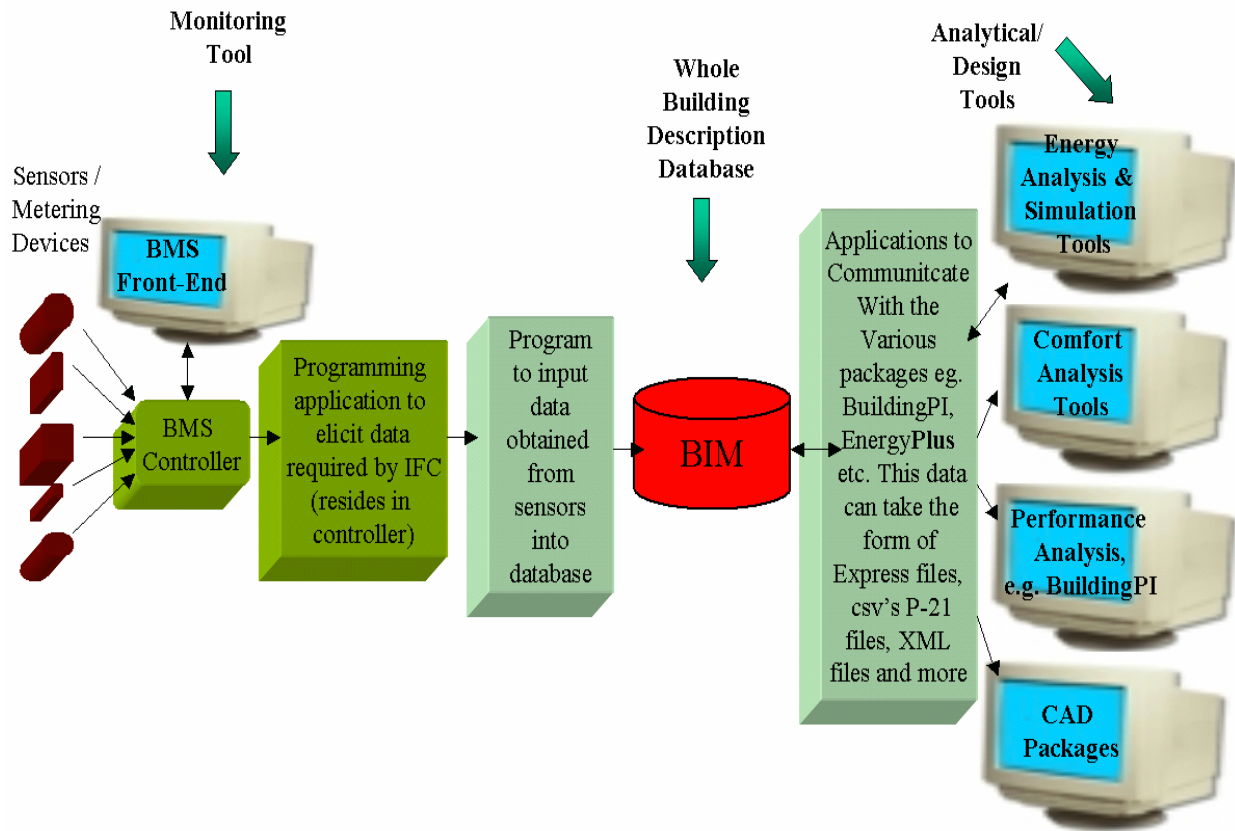 Monitoring
Tool
Whole
Building
Description
Database
Analytical/
Design
Tools
Sensors /
Metering
Devices
BMS
Front-End
BMS
Controller
Programming
application to
elicit data
required by IFC
(resides in
controller)
Program
to input
data
obtained
from
sensors
into
database
BIM
Applications to
Communitcate
With the
Various
packages eg.
BuildingPI,
EnergyPlus
etc. This data
can take the
form of
Express files,
csv's P-21
files, XML
files and more
Energy
Analysis &
Simulation
Tools
Comfort
Analysis
Tools
Performance
Analysis,
e.g. BuildingPI
CAD
Packages